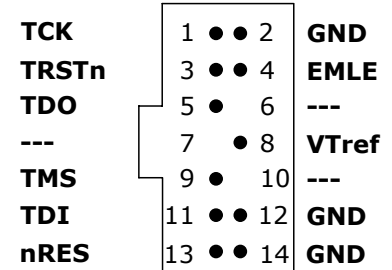 TCK 1 2 GND
TRSTn 3 4 EMLE
TDO 5 6 ---
--- 7 8 VTref
TMS 9 10 ---
TDI 11 12 GND
nRES 13 14 GND